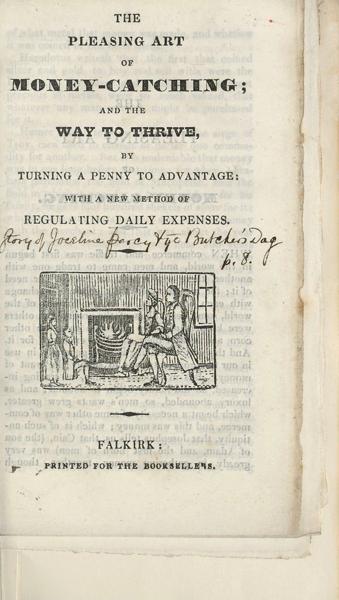 THE
PLEASING ART
OF
MONEY-CATCHING;
AND THE
WAY TO THRIVE,
BY
TURNING A PENNY TO ADVANTAGE:
WITH A NEW METHOD OF
REGULATING DAILY EXPENSES.
Story of Joceline Percy & ye Butcher's Dog
p. 8.
FALKIRK:
PRINTED FOR THE BOOKSELLERS.